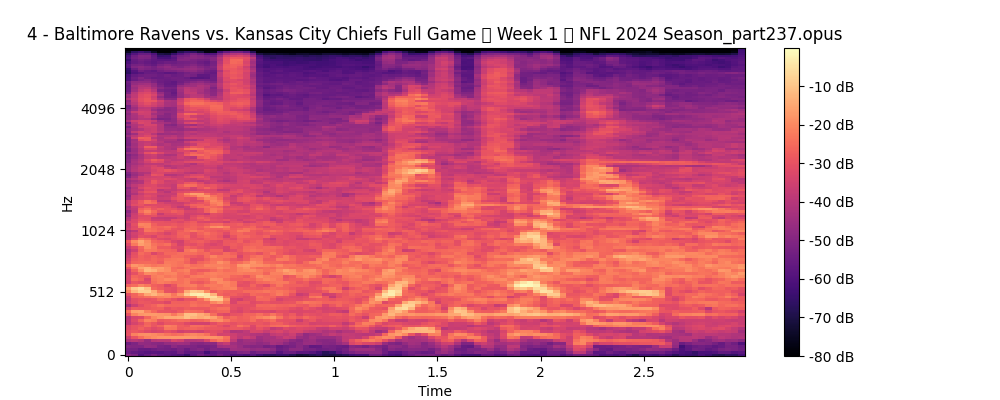 4 - Baltimore Ravens vs. Kansas City Chiefs Full Game ▯ Week 1 ▯ NFL 2024 Season_part237.opus
4096
2048
1024
512
0
Hz
0
0.5
1
1.5
2
2.5
Time
-10 dB
-20 dB
-30 dB
-40 dB
-50 dB
-60 dB
-70 dB
-80 dB